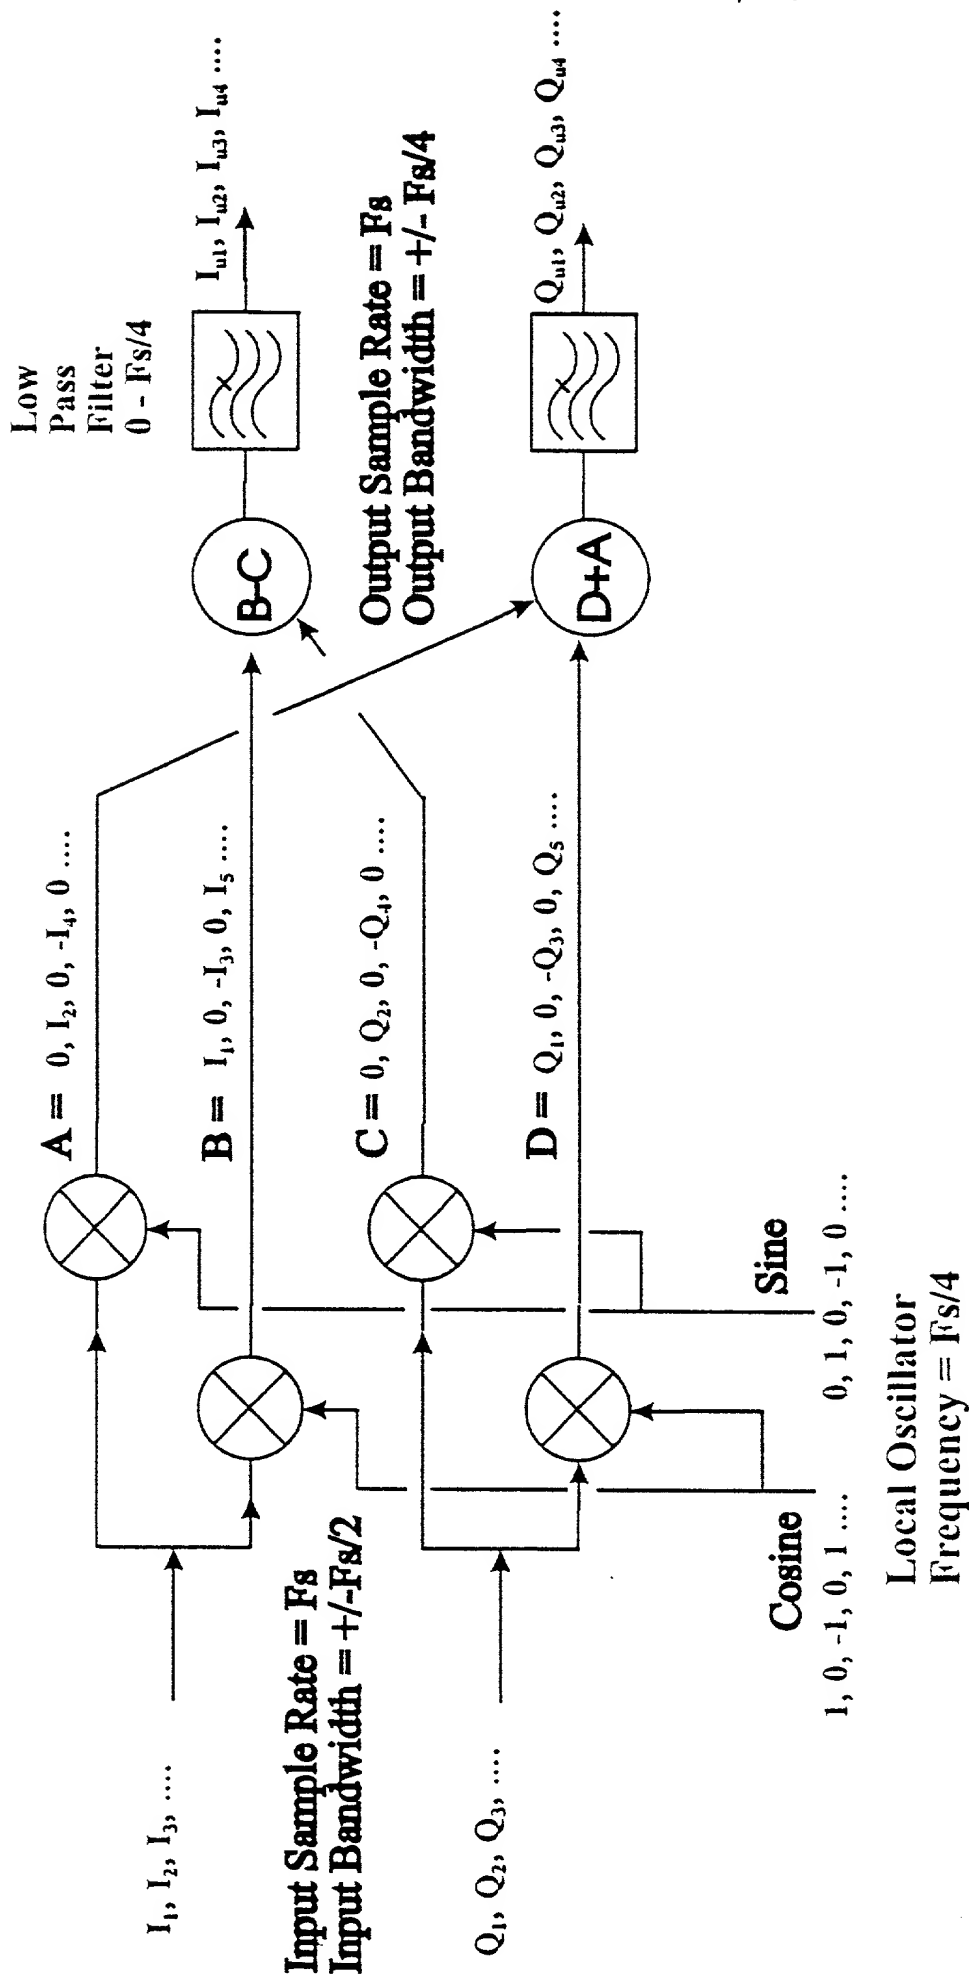 I₁, I₂, I₃, ....
Input Sample Rate = Fs
Input Bandwidth = +/-Fs/2
Q₁, Q₂, Q₃, ....
A = 0, I₂, 0, -I₄, 0 ....
B = I₁, 0, -I₃, 0, I₅ ....
C = 0, Q₂, 0, -Q₄, 0 ....
D = Q₁, 0, -Q₃, 0, Q₅ ....
Cosine
1, 0, -1, 0, 1 ....
Sine
0, 1, 0, -1, 0 ....
Local Oscillator
Frequency = Fs/4
B-C
D+A
Low
Pass
Filter
0 - Fs/4
Output Sample Rate = Fs
Output Bandwidth = +/- Fs/4
Iᵤ₁, Iᵤ₂, Iᵤ₃, Iᵤ₄ ....
Qᵤ₁, Qᵤ₂, Qᵤ₃, Qᵤ₄ ....